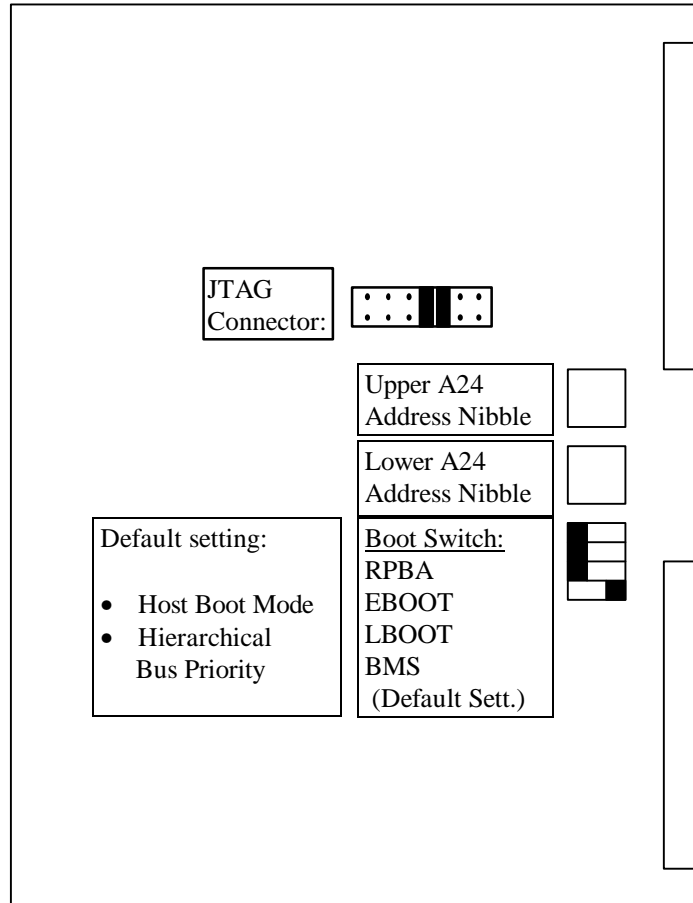 JTAG
Connector:
Upper A24
Address Nibble
Lower A24
Address Nibble
Default setting:
• Host Boot Mode
• Hierarchical
Bus Priority
Boot Switch:
RPBA
EBOOT
LBOOT
BMS
(Default Sett.)